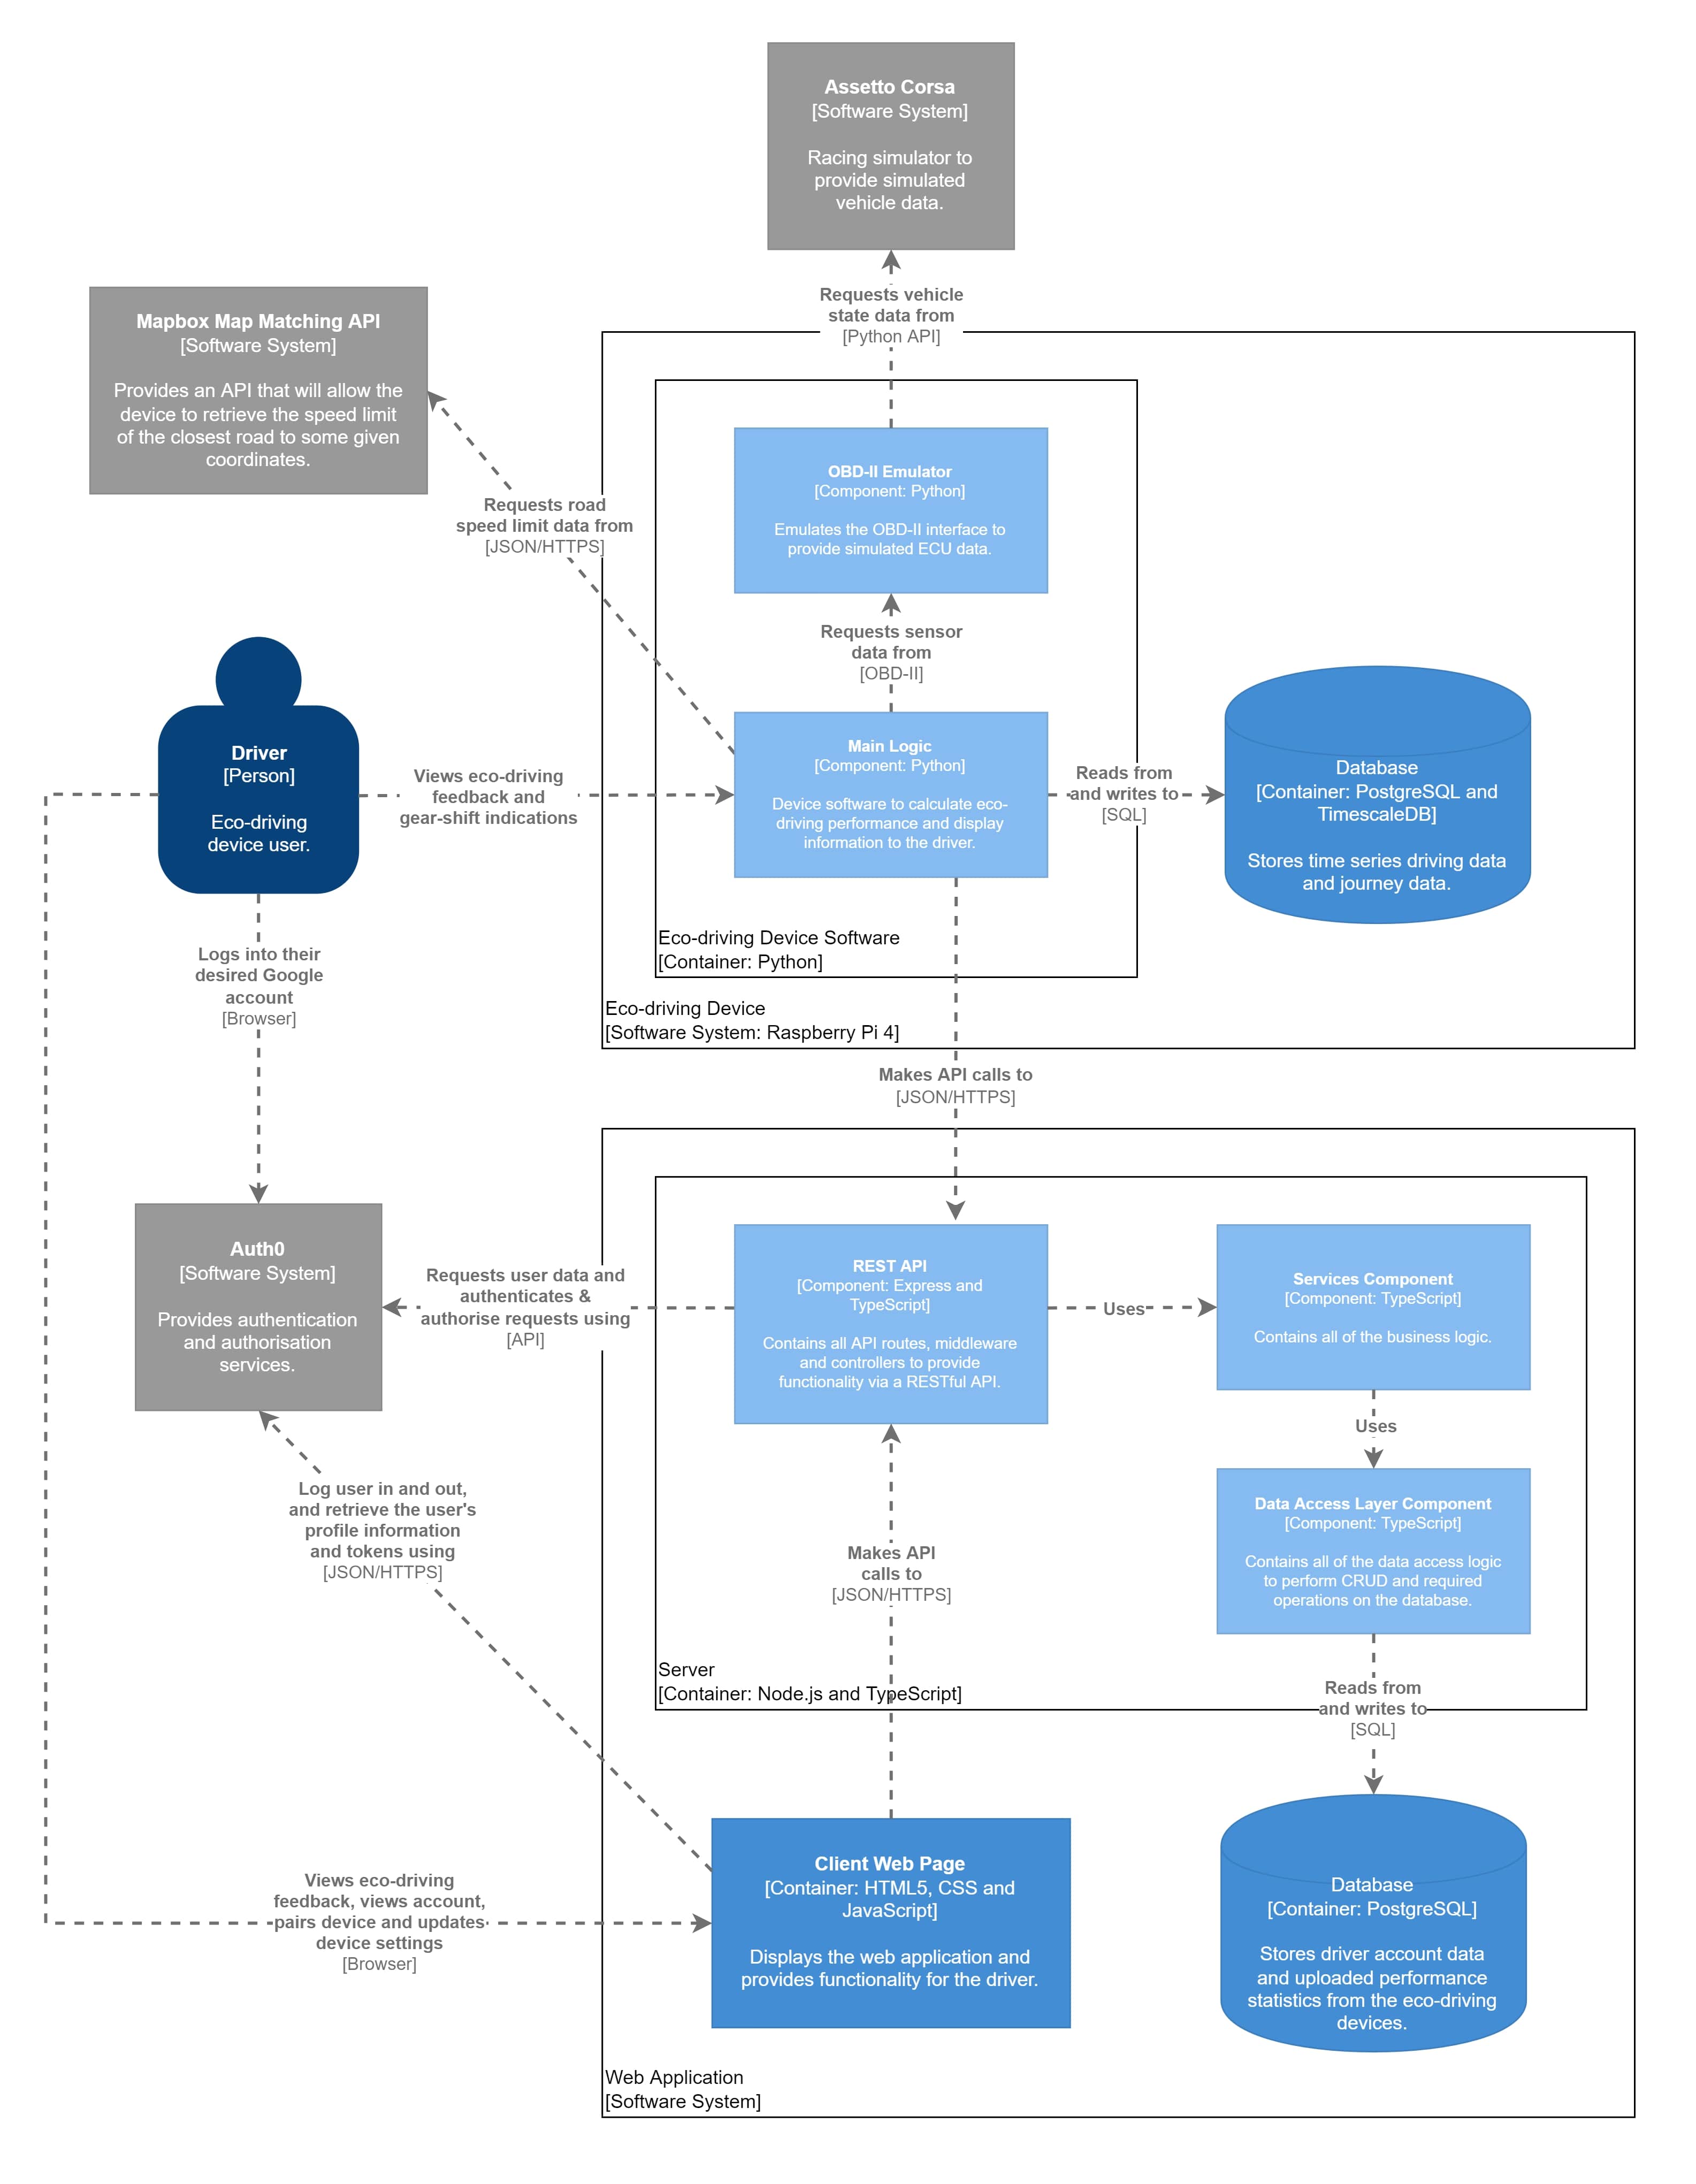 Assetto Corsa
[Software System]
Racing simulator to
provide simulated
vehicle data.
Requests vehicle
state data from
[Python API]
Mapbox Map Matching API
[Software System]
Provides an API that will allow the
device to retrieve the speed limit
of the closest road to some given
coordinates.
Requests road
speed limit data from
[JSON/HTTPS]
OBD-II Emulator
[Component: Python]
Emulates the OBD-II interface to
provide simulated ECU data.
Requests sensor
data from
[OBD-II]
Driver
[Person]
Eco-driving
device user.
Views eco-driving
feedback and
gear-shift indications
Main Logic
[Component: Python]
Device software to calculate eco-
driving performance and display
information to the driver.
Reads from
and writes to
[SQL]
Database
[Container: PostgreSQL and
TimescaleDB]
Stores time series driving data
and journey data.
Eco-driving Device Software
[Container: Python]
Eco-driving Device
[Software System: Raspberry Pi 4]
Logs into their
desired Google
account
[Browser]
Makes API calls to
[JSON/HTTPS]
Auth0
[Software System]
Provides authentication
and authorisation
services.
Requests user data and
authenticates &
authorise requests using
[API]
REST API
[Component: Express and
TypeScript]
Contains all API routes, middleware
and controllers to provide
functionality via a RESTful API.
Uses
Services Component
[Component: TypeScript]
Contains all of the business logic.
Uses
Data Access Layer Component
[Component: TypeScript]
Contains all of the data access logic
to perform CRUD and required
operations on the database.
Log user in and out,
and retrieve the user's
profile information
and tokens using
[JSON/HTTPS]
Makes API
calls to
[JSON/HTTPS]
Server
[Container: Node.js and TypeScript]
Reads from
and writes to
[SQL]
Views eco-driving
feedback, views account,
pairs device and updates
device settings
[Browser]
Client Web Page
[Container: HTML5, CSS and
JavaScript]
Displays the web application and
provides functionality for the driver.
Database
[Container: PostgreSQL]
Stores driver account data
and uploaded performance
statistics from the eco-driving
devices.
Web Application
[Software System]